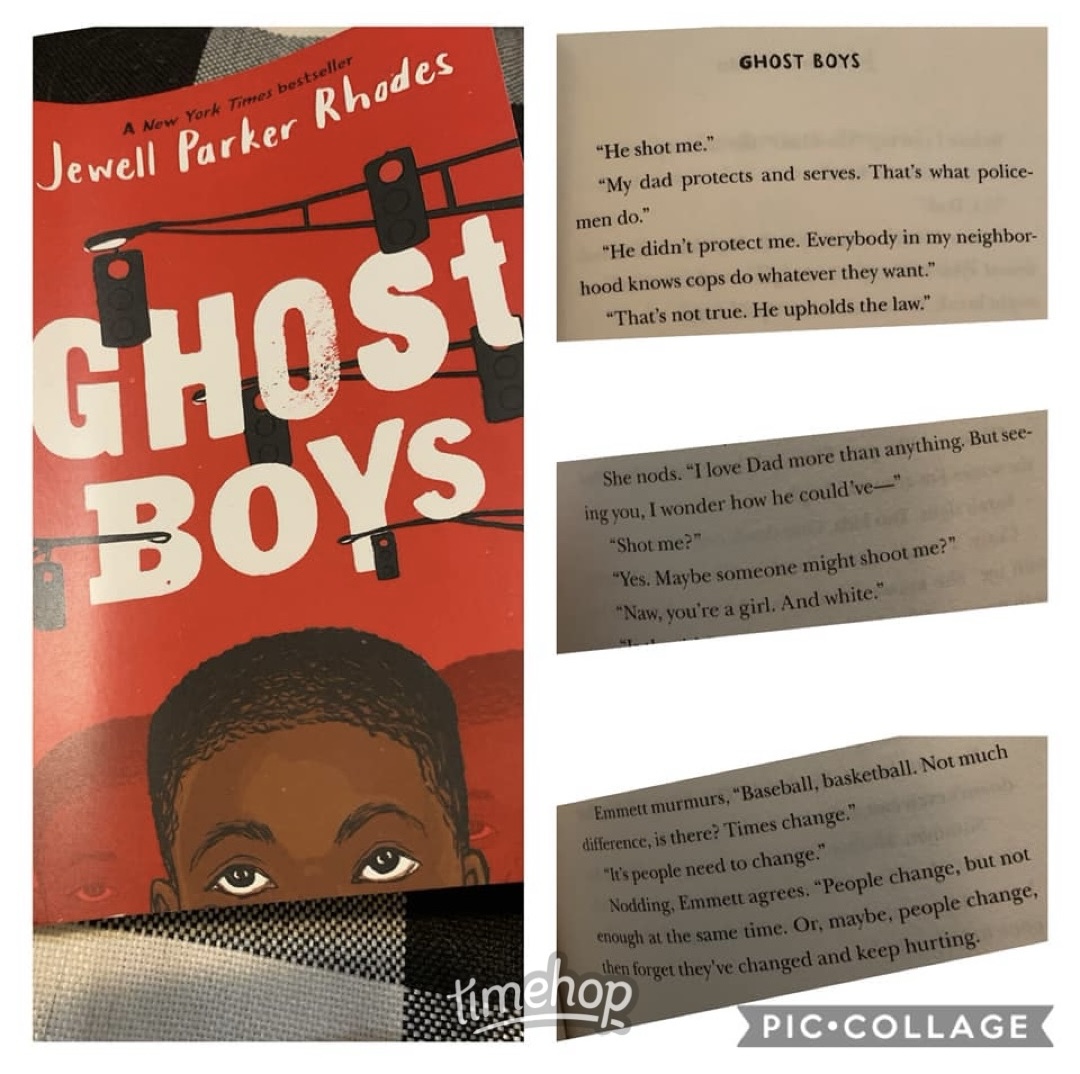 A New York Times bestseller
Jewell Parker Rhodes
GHOSt
BOYS
GHOST BOYS
“He shot me.”
“My dad protects and serves. That’s what police-
men do.”
“He didn’t protect me. Everybody in my neighbor-
hood knows cops do whatever they want.”
“That’s not true. He upholds the law.”
She nods. “I love Dad more than anything. But see-
ing you, I wonder how he could’ve—”
“Shot me?”
“Yes. Maybe someone might shoot me?”
“Naw, you’re a girl. And white.”
Emmett murmurs, “Baseball, basketball. Not much
difference, is there? Times change.”
“It’s people need to change.”
Nodding, Emmett agrees. “People change, but not
enough at the same time. Or, maybe, people change,
then forget they’ve changed and keep hurting.
timehop
PIC•COLLAGE